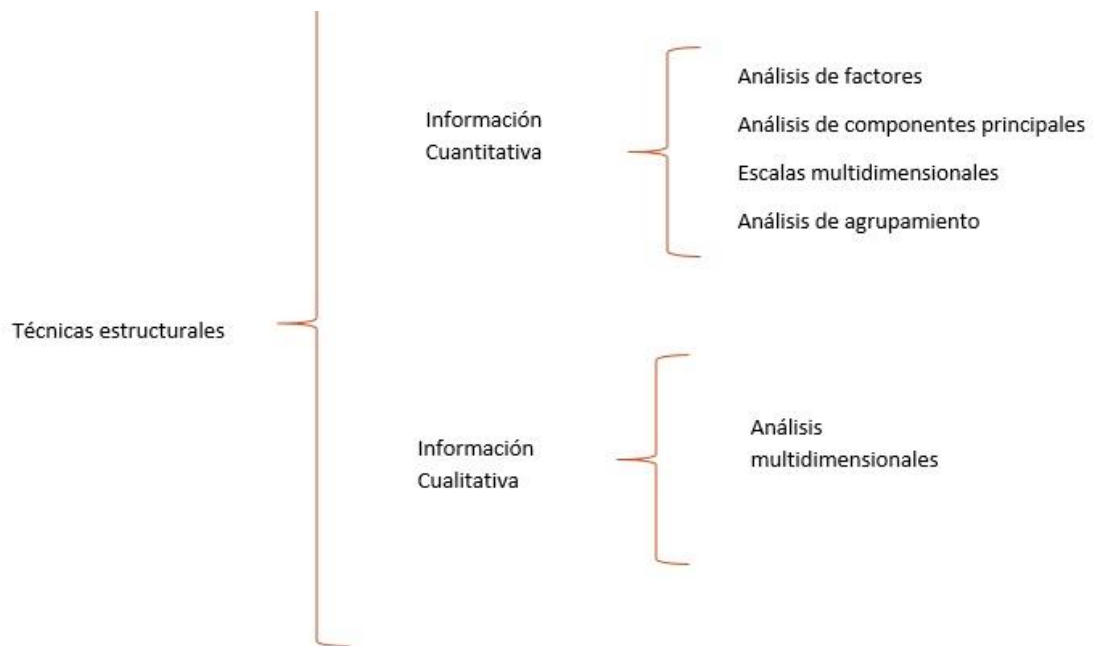 Técnicas estructurales
Información
Cuantitativa
Análisis de factores
Análisis de componentes principales
Escalas multidimensionales
Análisis de agrupamiento
Información
Cualitativa
Análisis
multidimensionales